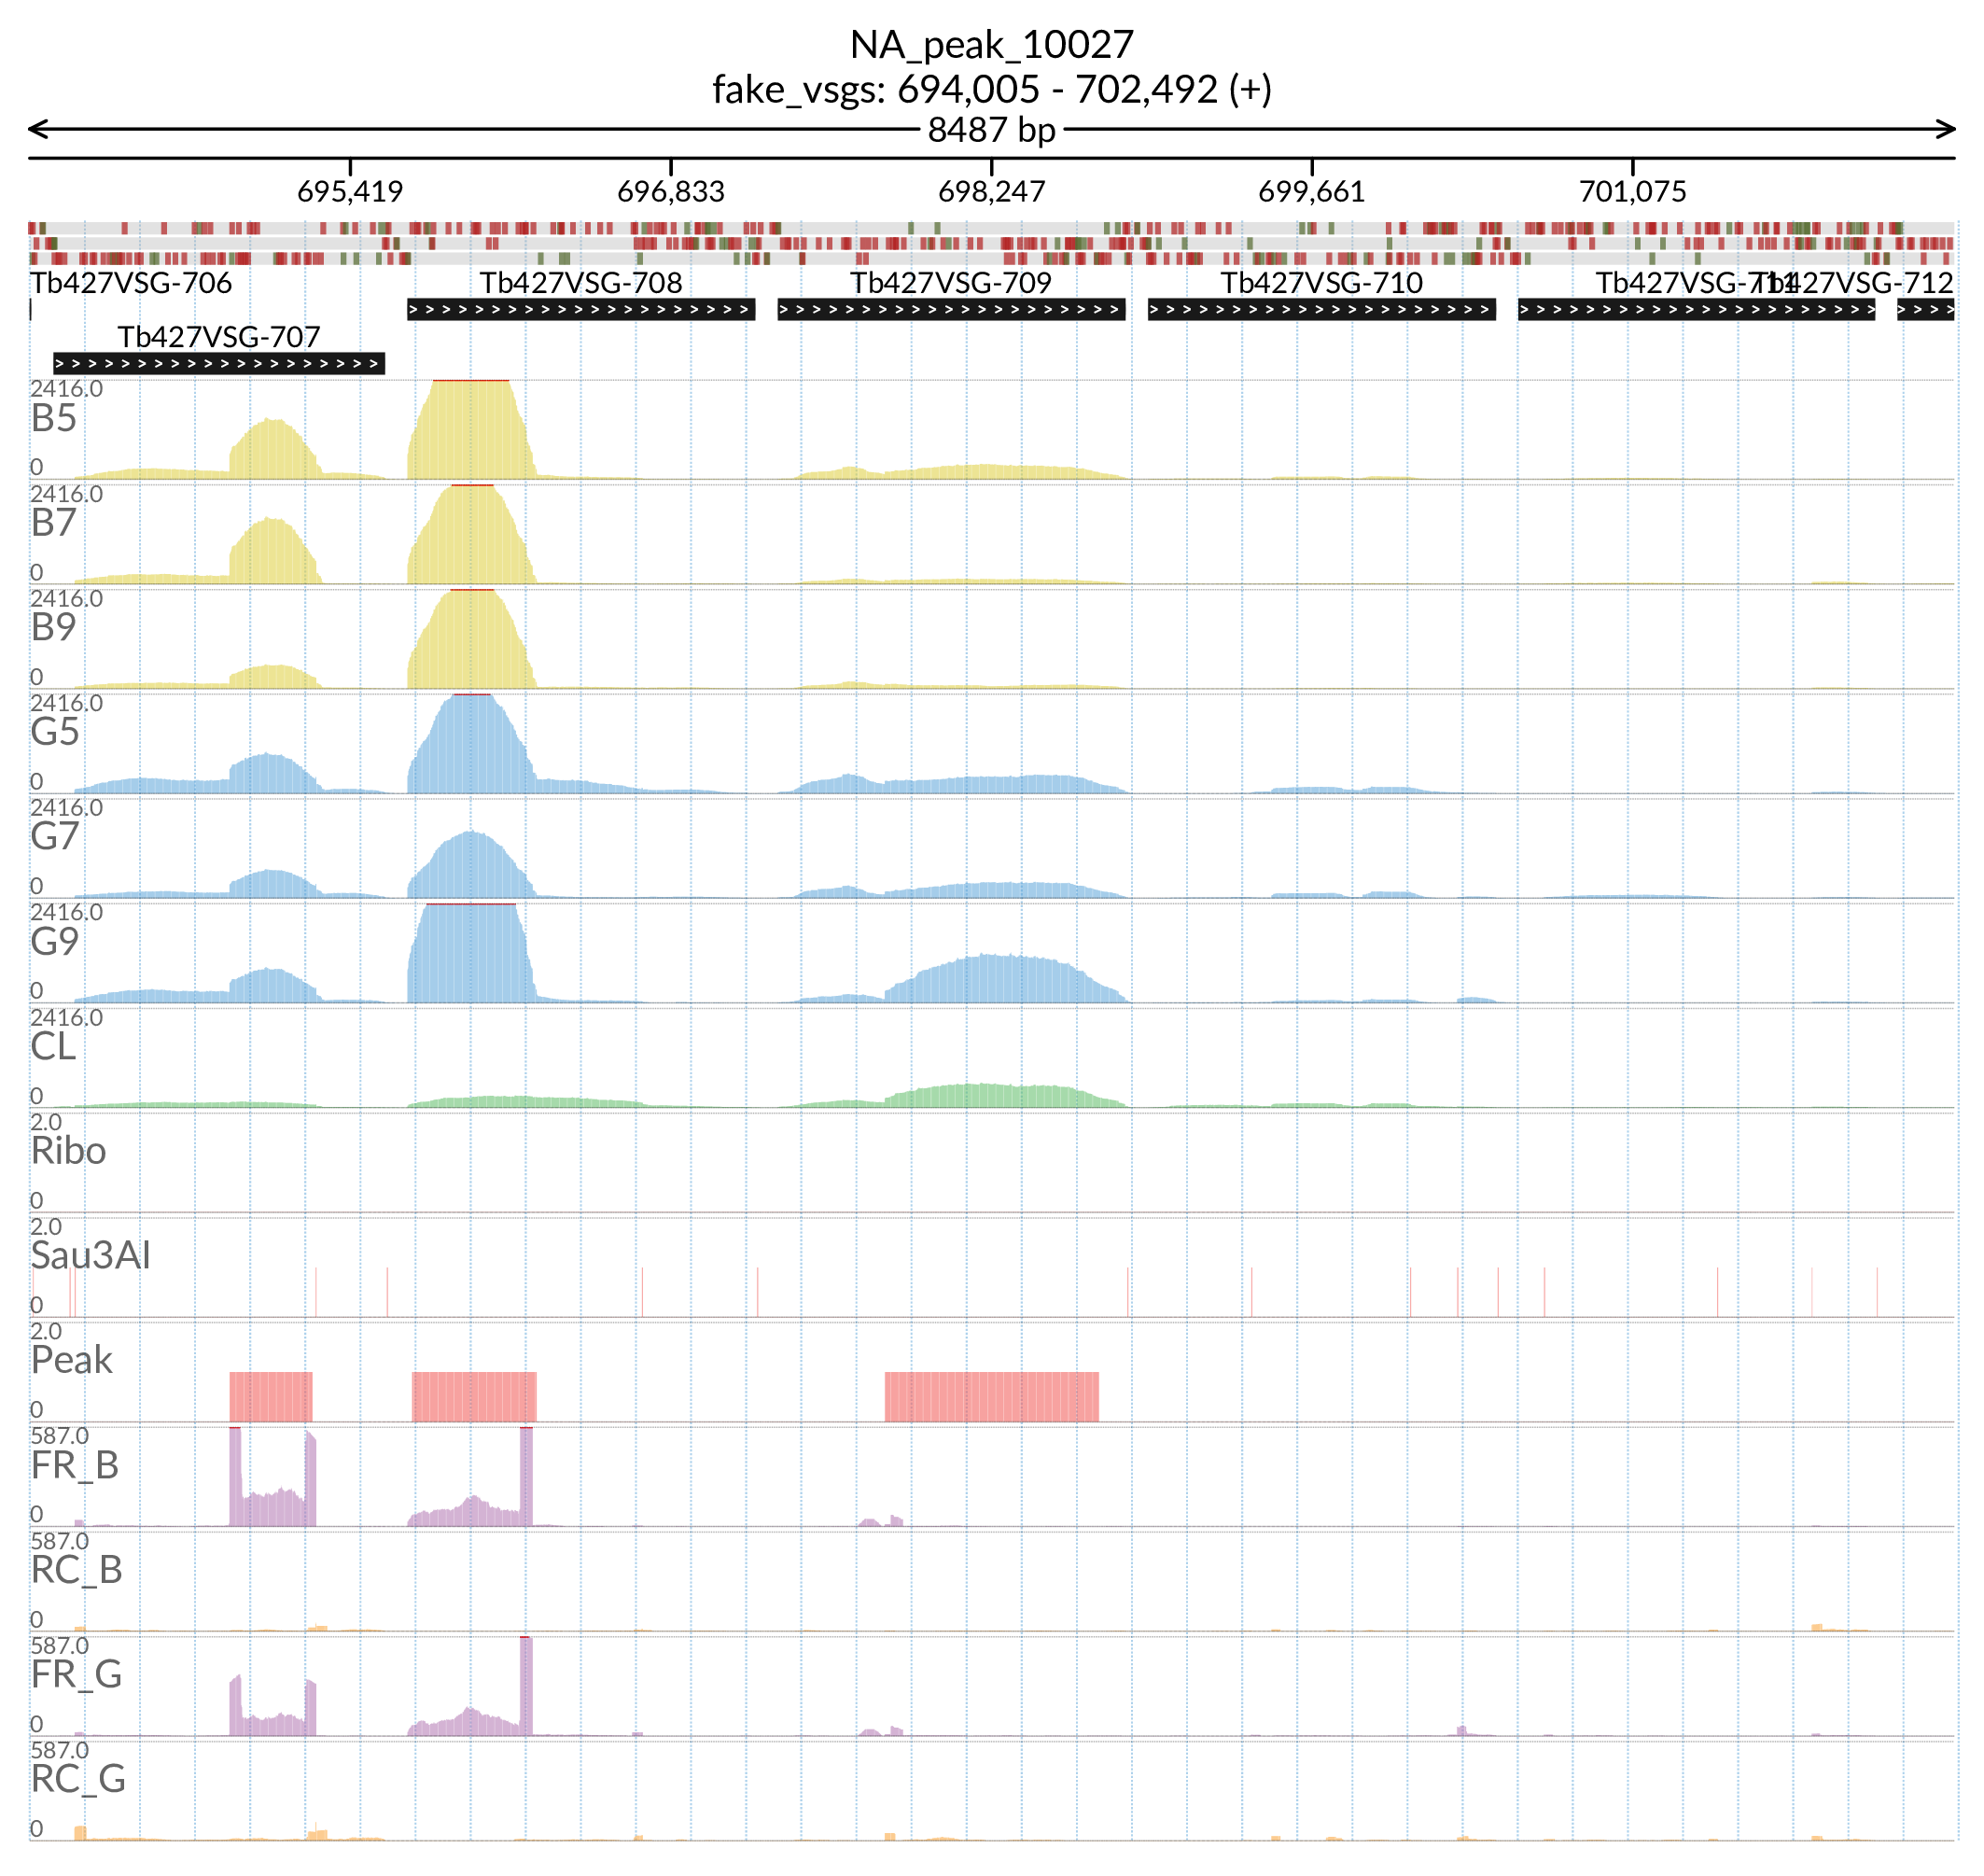 NA_peak_10027
fake_vsgs: 694,005 - 702,492 (+)
8487 bp
695,419 696,833 698,247 699,661 701,075
Tb427VSG-706 Tb427VSG-708 Tb427VSG-709 Tb427VSG-710 Tb427VSG-711 Tb427VSG-712
Tb427VSG-707
2416.0
B5
0
2416.0
B7
0
2416.0
B9
0
2416.0
G5
0
2416.0
G7
0
2416.0
G9
0
2416.0
CL
0
2.0
Ribo
0
2.0
Sau3AI
0
2.0
Peak
0
587.0
FR_B
0
587.0
RC_B
0
587.0
FR_G
0
587.0
RC_G
0